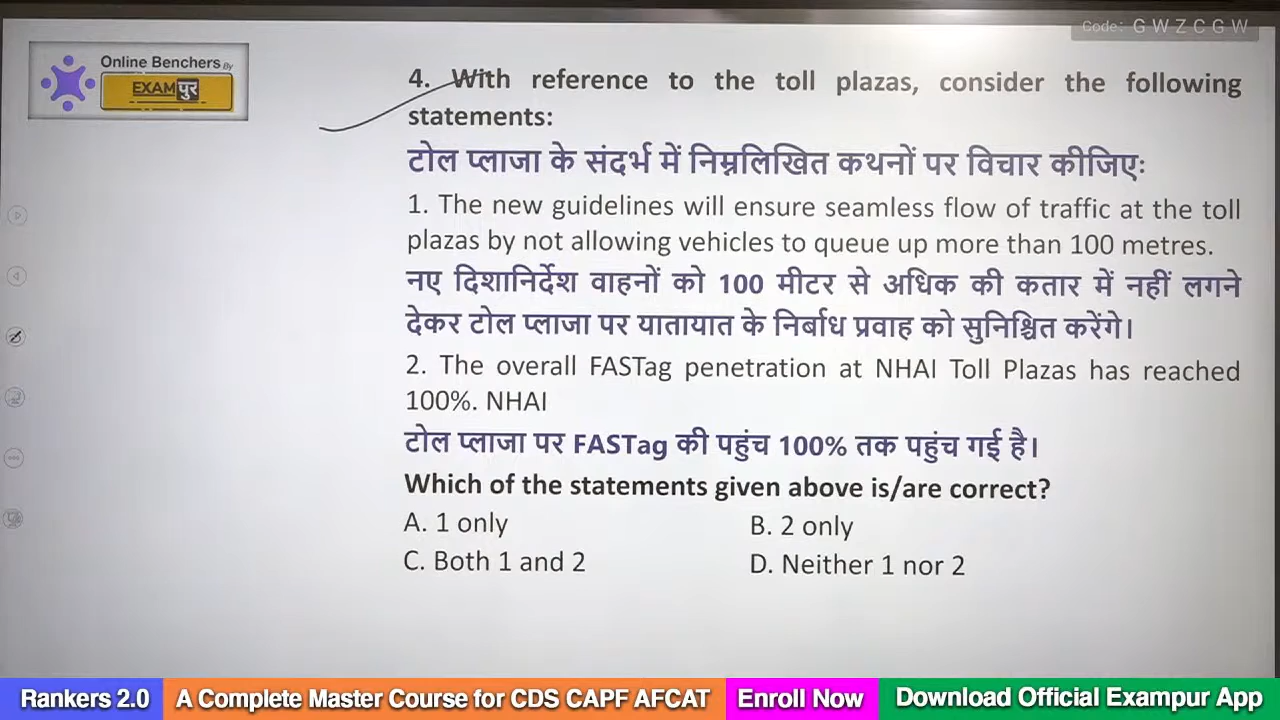 Code: G W Z C G W
Online Benchers By
EXAMपुर
4. With reference to the toll plazas, consider the following
statements:
टोल प्लाजा के संदर्भ में निम्नलिखित कथनों पर विचार कीजिएः
1. The new guidelines will ensure seamless flow of traffic at the toll
plazas by not allowing vehicles to queue up more than 100 metres.
नए दिशानिर्देश वाहनों को 100 मीटर से अधिक की कतार में नहीं लगने
देकर टोल प्लाजा पर यातायात के निर्बाध प्रवाह को सुनिश्चित करेंगे।
2. The overall FASTag penetration at NHAI Toll Plazas has reached
100%. NHAI
टोल प्लाजा पर FASTag की पहुंच 100% तक पहुंच गई है।
Which of the statements given above is/are correct?
A. 1 only B. 2 only
C. Both 1 and 2 D. Neither 1 nor 2
Rankers 2.0 A Complete Master Course for CDS CAPF AFCAT Enroll Now Download Official Exampur App